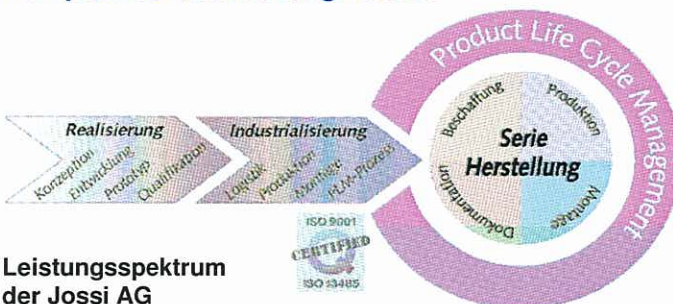 Product Life Cycle Management
Realisierung
Konzeption
Entwicklung
Prototyp
Qualifikation
Industrialisierung
Logistik
Produktion
Montage
PLM-Prozess
Beschaffung
Produktion
Serie
Herstellung
Dokumentation
Montage
ISO 9001
CERTIFIED
ISO 13485
Leistungsspektrum
der Jossi AG